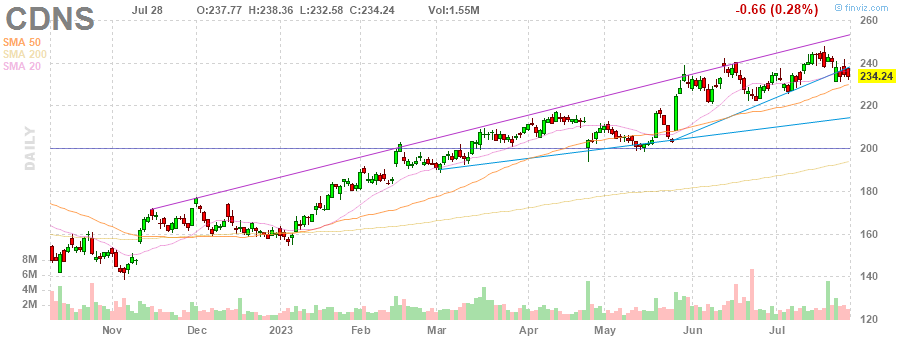 CDNS Jul 28 O:237.77 H:238.36 L:232.58 C:234.24 Vol:1.55M -0.66 (0.28%) © finviz.com
SMA 50
SMA 200
SMA 20
DAILY
260
240
234.24
220
200
180
160
140
120
8M
6M
4M
2M
Nov Dec 2023 Feb Mar Apr May Jun Jul